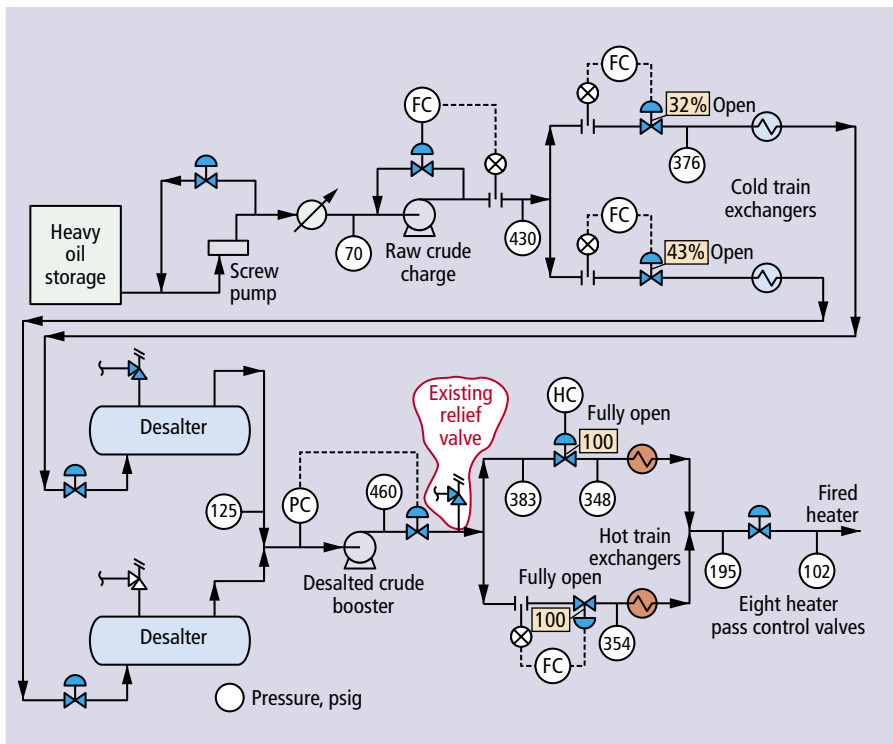 FC
32% Open
FC
376
Cold train
exchangers
FC
Heavy
oil
storage
70
Raw crude
charge
430
43% Open
Screw
pump
Existing
relief
valve
HC
Fully open
100
Desalter
383
348
125
PC
460
Fired
heater
Hot train
exchangers
Desalted crude
booster
Fully open
195
102
100
354
Desalter
Eight heater
pass control valves
FC
Pressure, psig